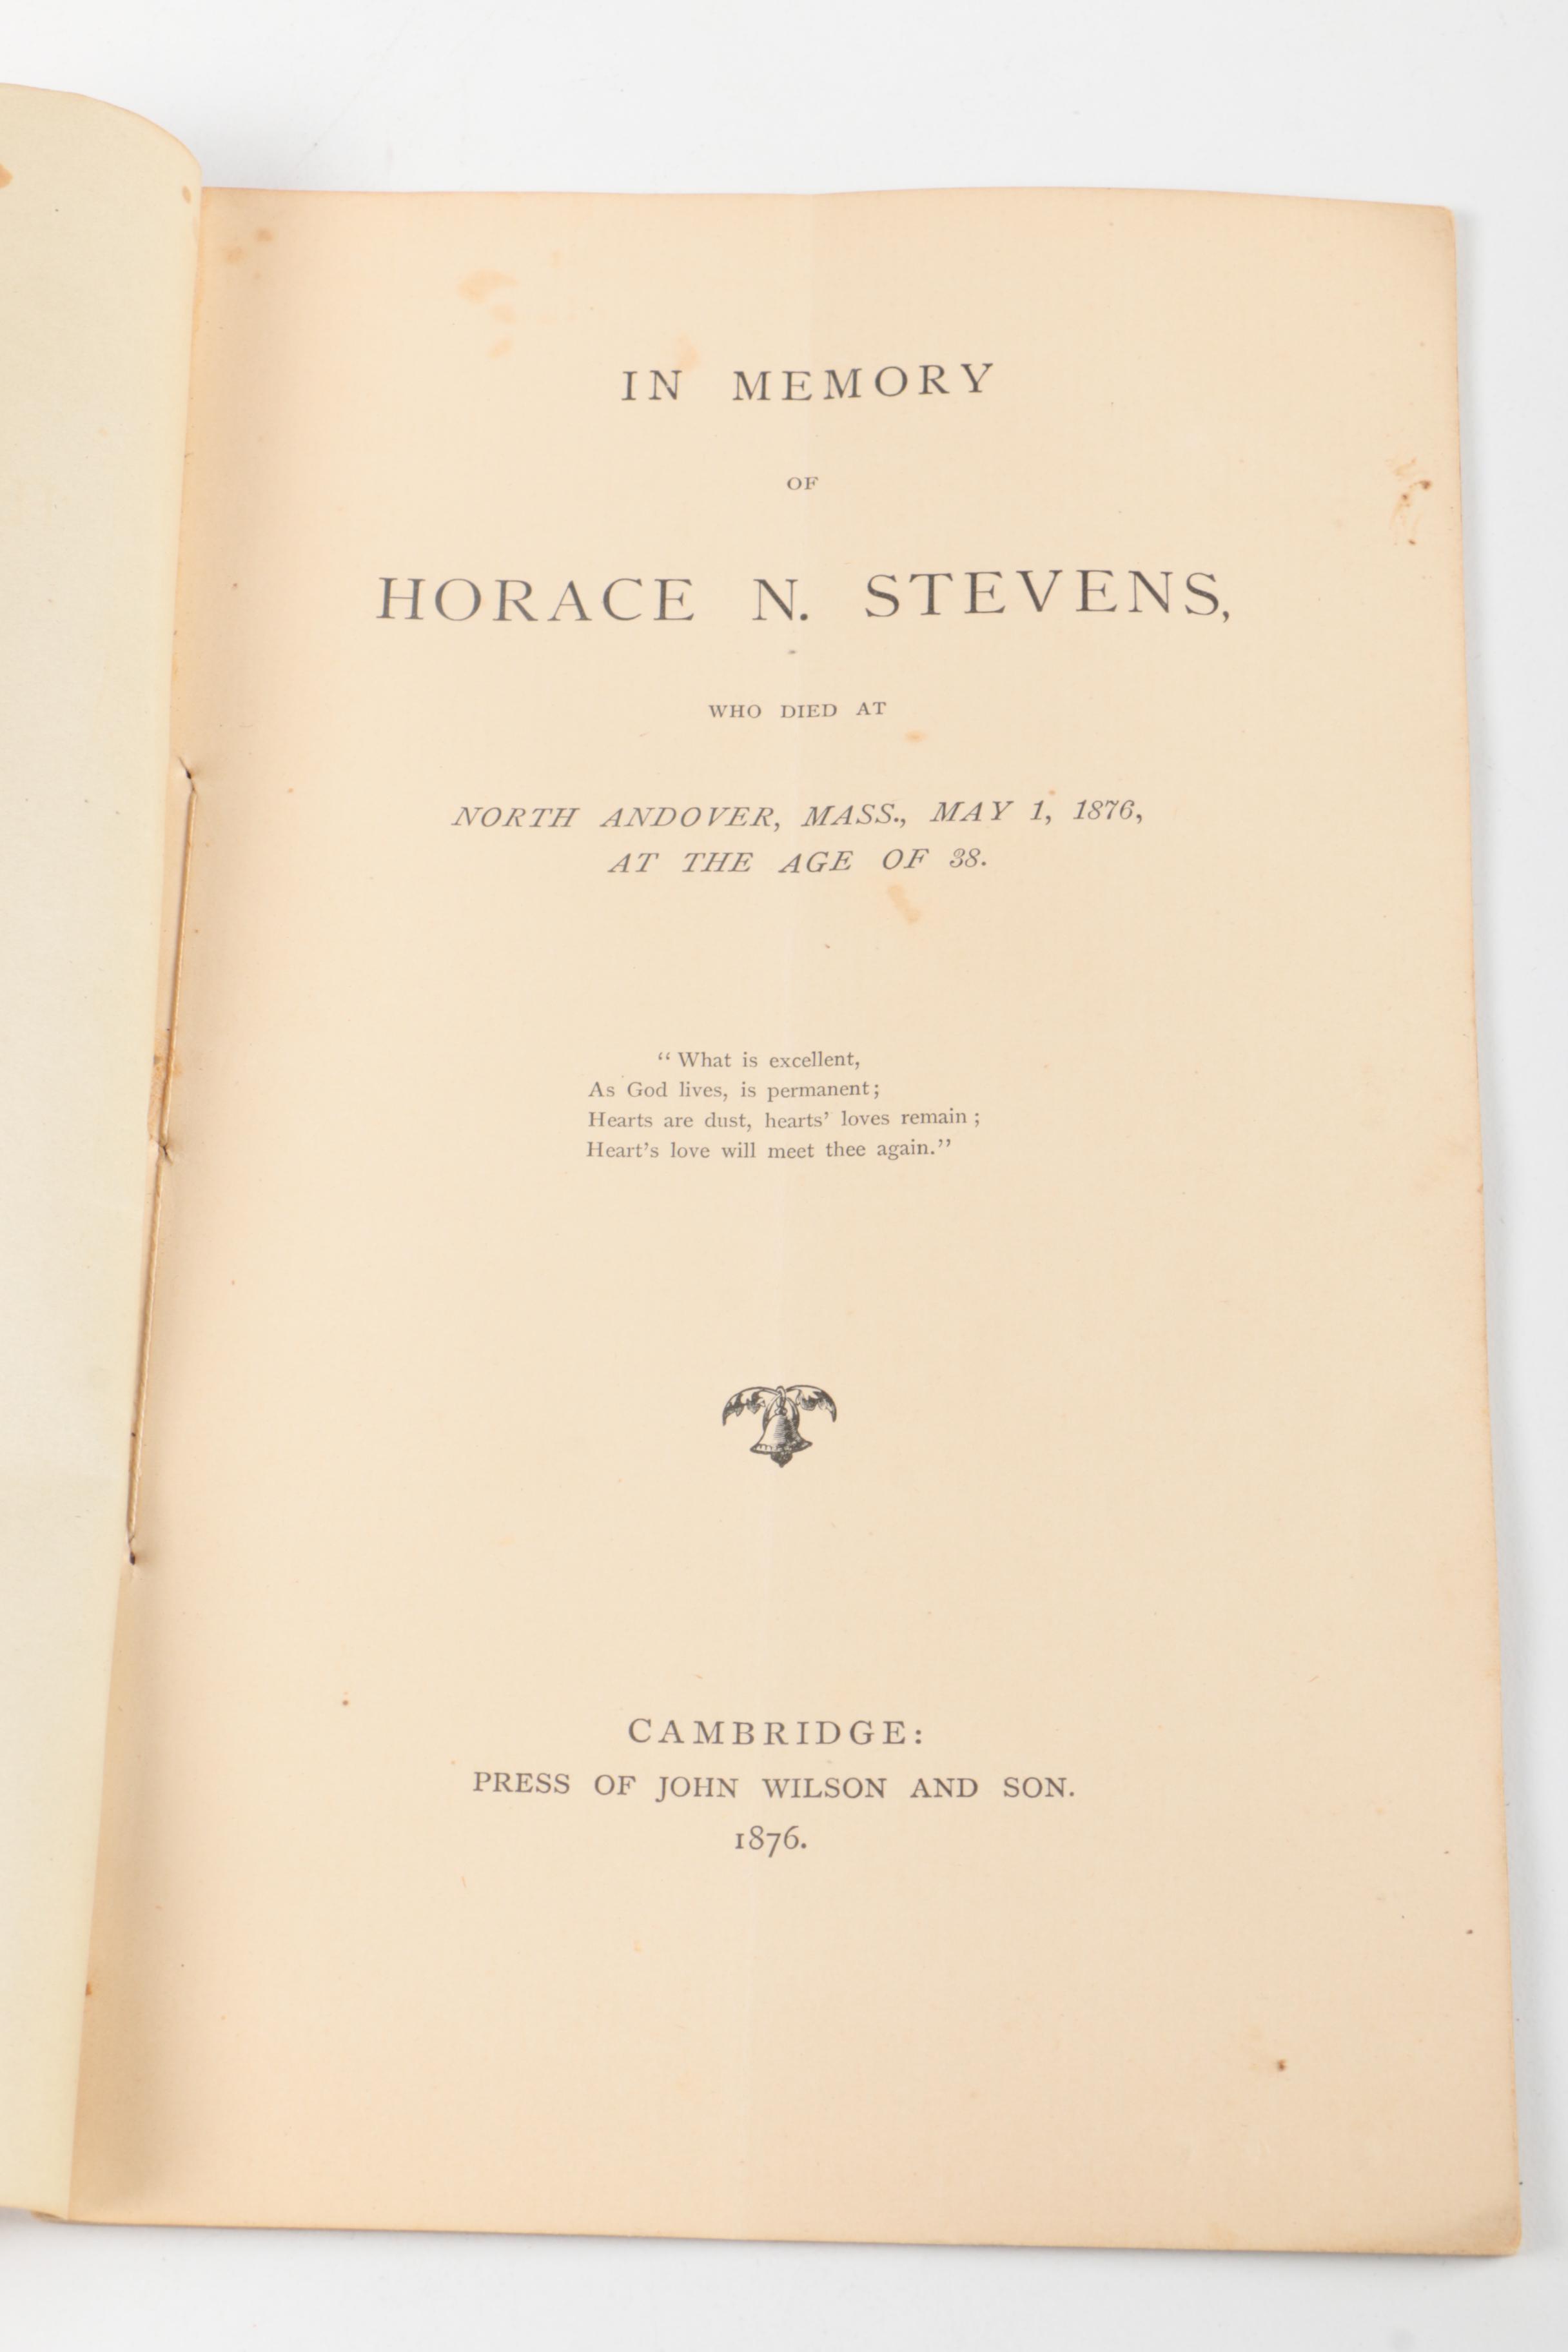 IN MEMORY
OF
HORACE N. STEVENS,
WHO DIED AT
NORTH ANDOVER, MASS., MAY 1, 1876,
AT THE AGE OF 38.
“ What is excellent,
As God lives, is permanent ;
Hearts are dust, hearts’ loves remain ;
Heart’s love will meet thee again.”
CAMBRIDGE:
PRESS OF JOHN WILSON AND SON.
1876.